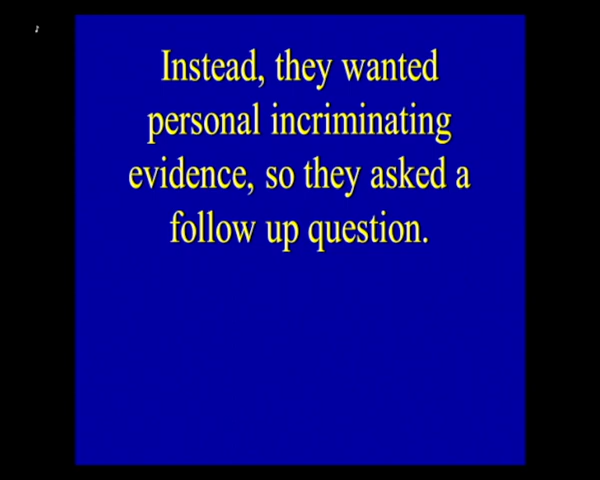 Instead, they wanted
personal incriminating
evidence, so they asked a
follow up question.